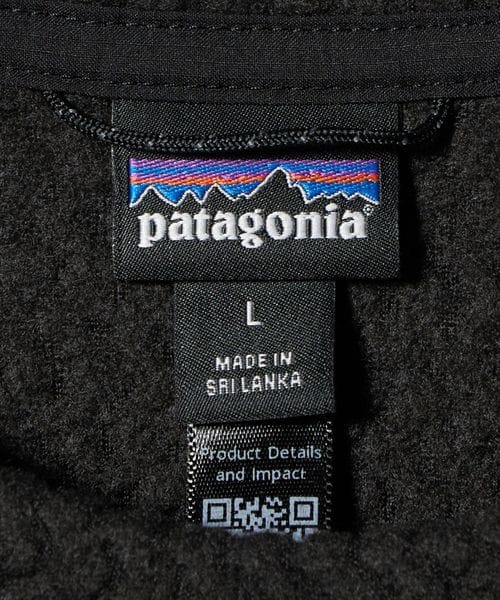 patagonia®
L
MADE IN
SRI LANKA
Product Details
and Impact